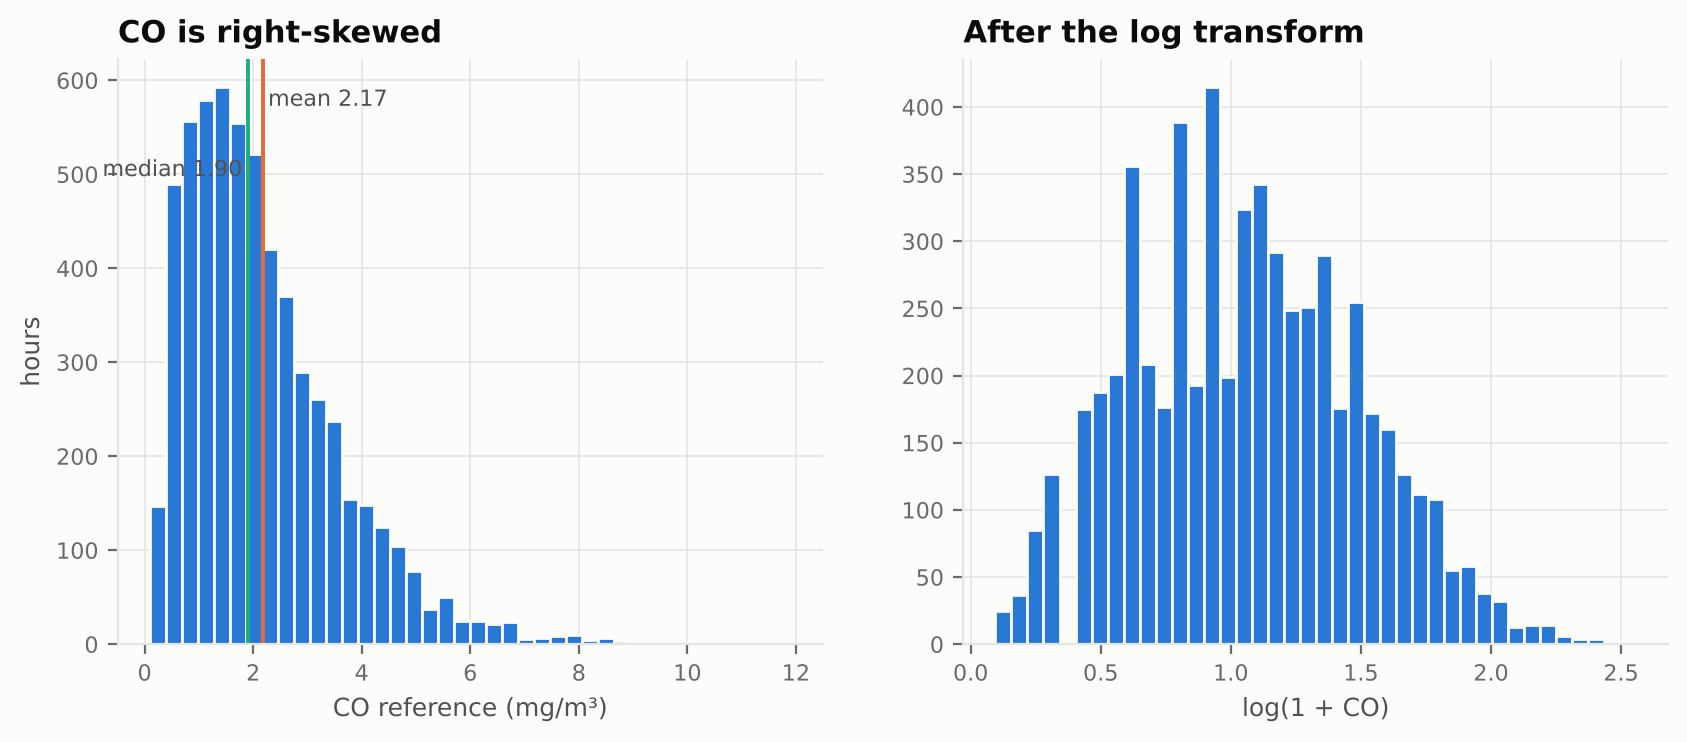 CO is right-skewed
600
500
400
300
200
100
0
hours
mean 2.17
median 1.90
0 2 4 6 8 10 12
CO reference (mg/m³)
After the log transform
400
350
300
250
200
150
100
50
0
0.0 0.5 1.0 1.5 2.0 2.5
log(1 + CO)